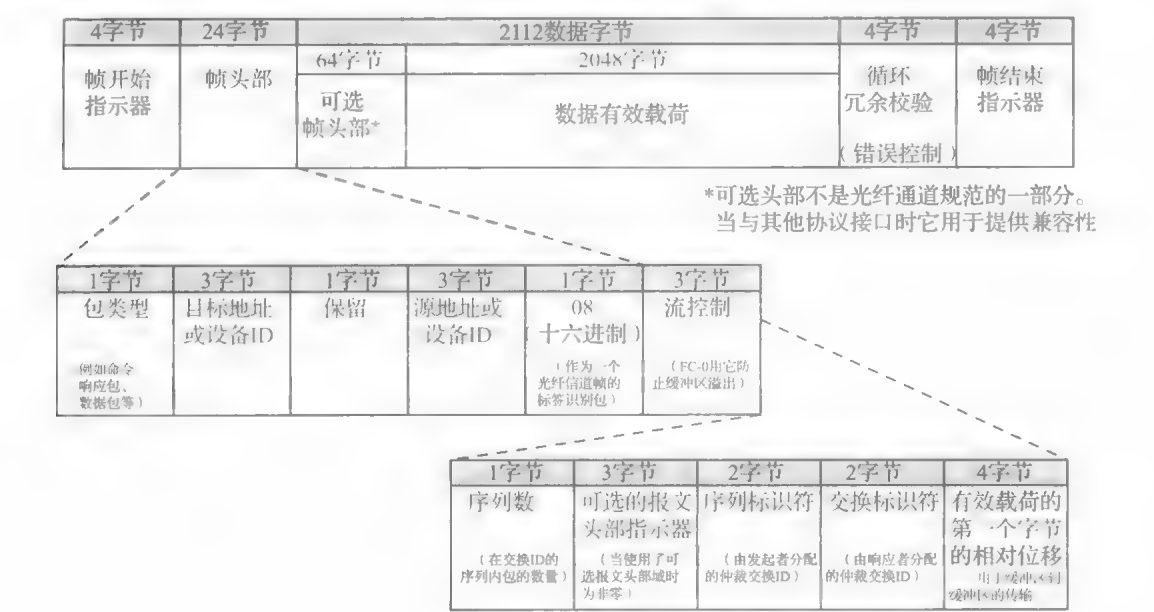 4字节 24字节 2112数据字节 4字节 4字节
64字节 2048字节
帧开始
指示器
帧头部
可选
帧头部*
数据有效载荷
循环
冗余校验
(错误控制)
帧结束
指示器
*可选头部不是光纤通道规范的一部分。
当与其他协议接口时它用于提供兼容性
1字节 3字节 1字节 3字节 1字节 3字节
包类型
例如命令
响应包、
数据包等)
目标地址
或设备ID
保留
源地址或
设备ID
08
(十六进制)
(作为一个
光纤信道帧的
标签识别包)
流控制
(FC-0用它防
止缓冲区溢出)
1字节 3字节 2字节 2字节 4字节
序列数
(在交换ID的
序列内包的数量)
可选的报文
头部指示器
(当使用了可
选报文头部域时
为非零)
序列标识符
(由发起者分配
的仲裁交换ID)
交换标识符
(由响应者分配
的仲裁交换ID)
有效载荷的
第一个字节
的相对位移
缓冲区的传输